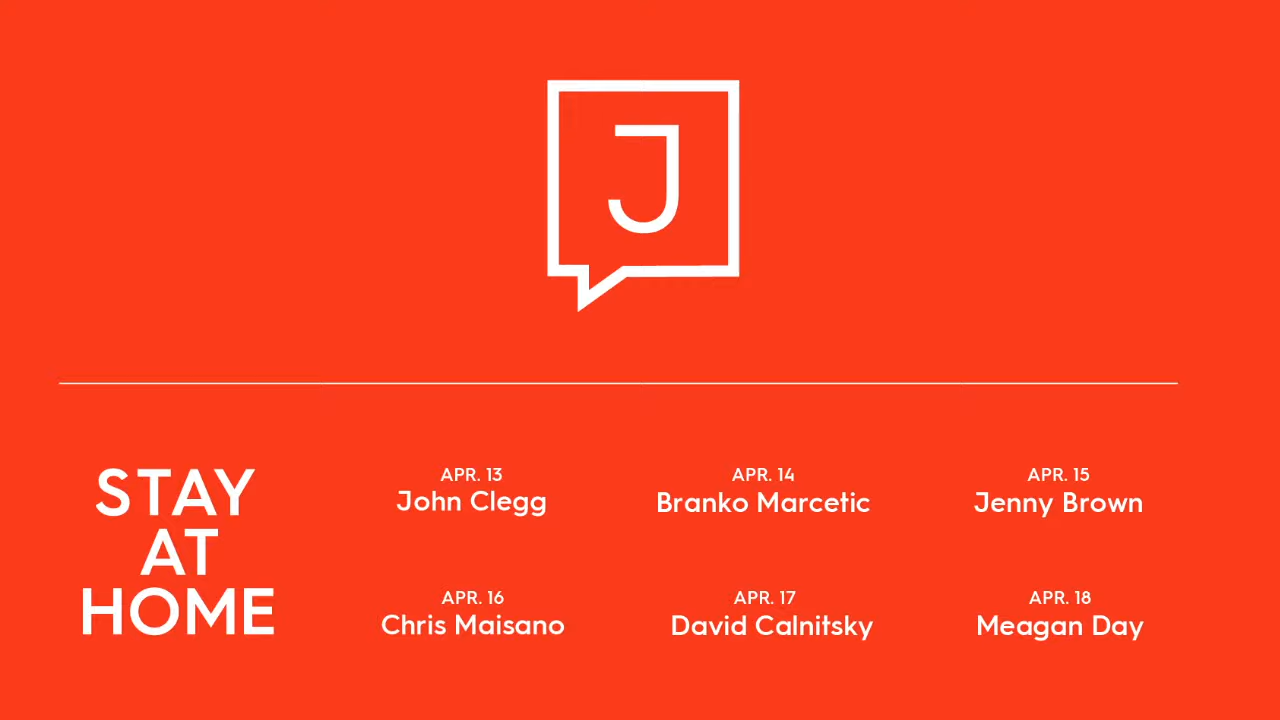 J
STAY
AT
HOME
APR. 13
John Clegg
APR. 14
Branko Marcetic
APR. 15
Jenny Brown
APR. 16
Chris Maisano
APR. 17
David Calnitsky
APR. 18
Meagan Day